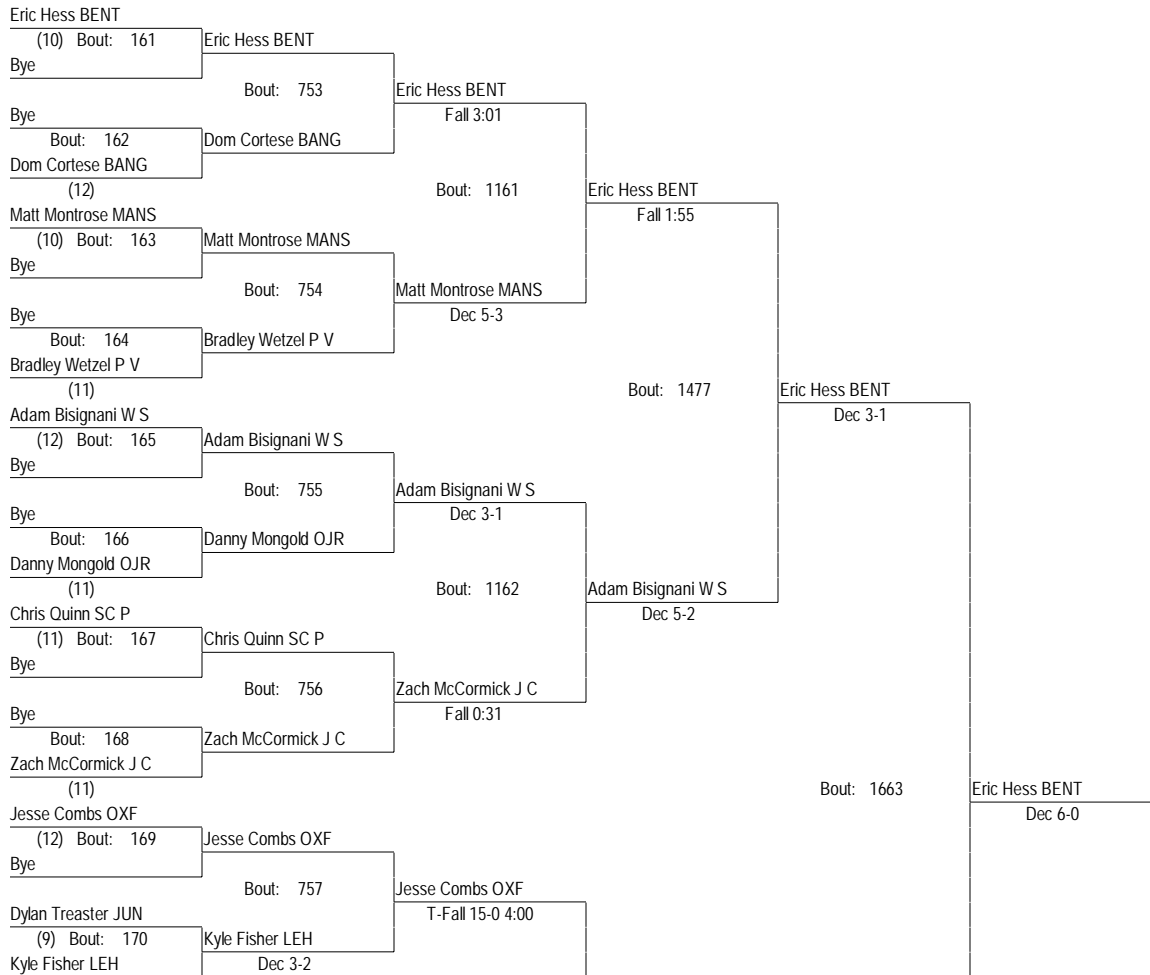 Eric Hess BENT
(10) Bout: 161 Eric Hess BENT
Bye
Bout: 753 Eric Hess BENT
Bye Fall 3:01
Bout: 162 Dom Cortese BANG
Dom Cortese BANG
(12) Bout: 1161 Eric Hess BENT
Matt Montrose MANS Fall 1:55
(10) Bout: 163 Matt Montrose MANS
Bye
Bout: 754 Matt Montrose MANS
Bye Dec 5-3
Bout: 164 Bradley Wetzel P V
Bradley Wetzel P V
(11) Bout: 1477 Eric Hess BENT
Adam Bisignani W S Dec 3-1
(12) Bout: 165 Adam Bisignani W S
Bye
Bout: 755 Adam Bisignani W S
Bye Dec 3-1
Bout: 166 Danny Mongold OJR
Danny Mongold OJR
(11) Bout: 1162 Adam Bisignani W S
Chris Quinn SC P Dec 5-2
(11) Bout: 167 Chris Quinn SC P
Bye
Bout: 756 Zach McCormick J C
Bye Fall 0:31
Bout: 168 Zach McCormick J C
Zach McCormick J C
(11) Bout: 1663 Eric Hess BENT
Jesse Combs OXF Dec 6-0
(12) Bout: 169 Jesse Combs OXF
Bye
Bout: 757 Jesse Combs OXF
Dylan Treaster JUN T-Fall 15-0 4:00
(9) Bout: 170 Kyle Fisher LEH
Kyle Fisher LEH Dec 3-2